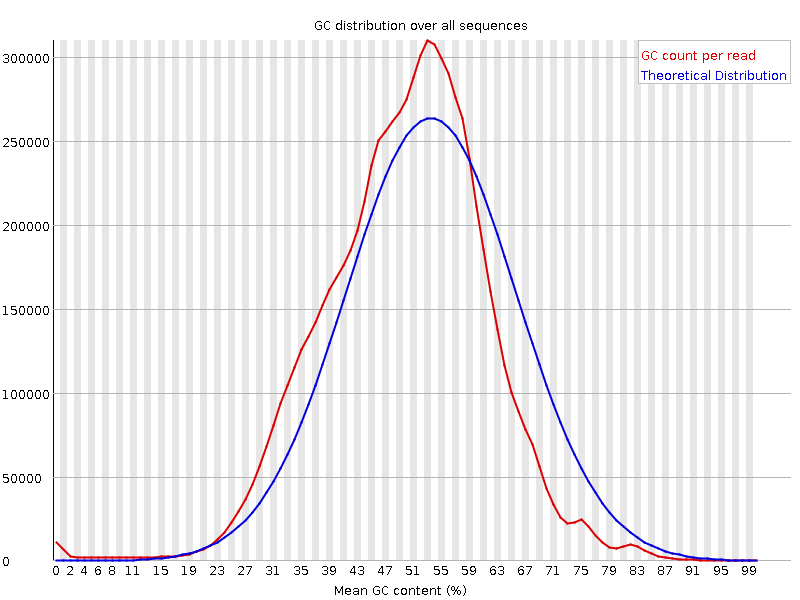 GC distribution over all sequences
GC count per read
Theoretical Distribution
300000
250000
200000
150000
100000
50000
0
0 2 4 6 8 11 15 19 23 27 31 35 39 43 47 51 55 59 63 67 71 75 79 83 87 91 95 99
Mean GC content (%)